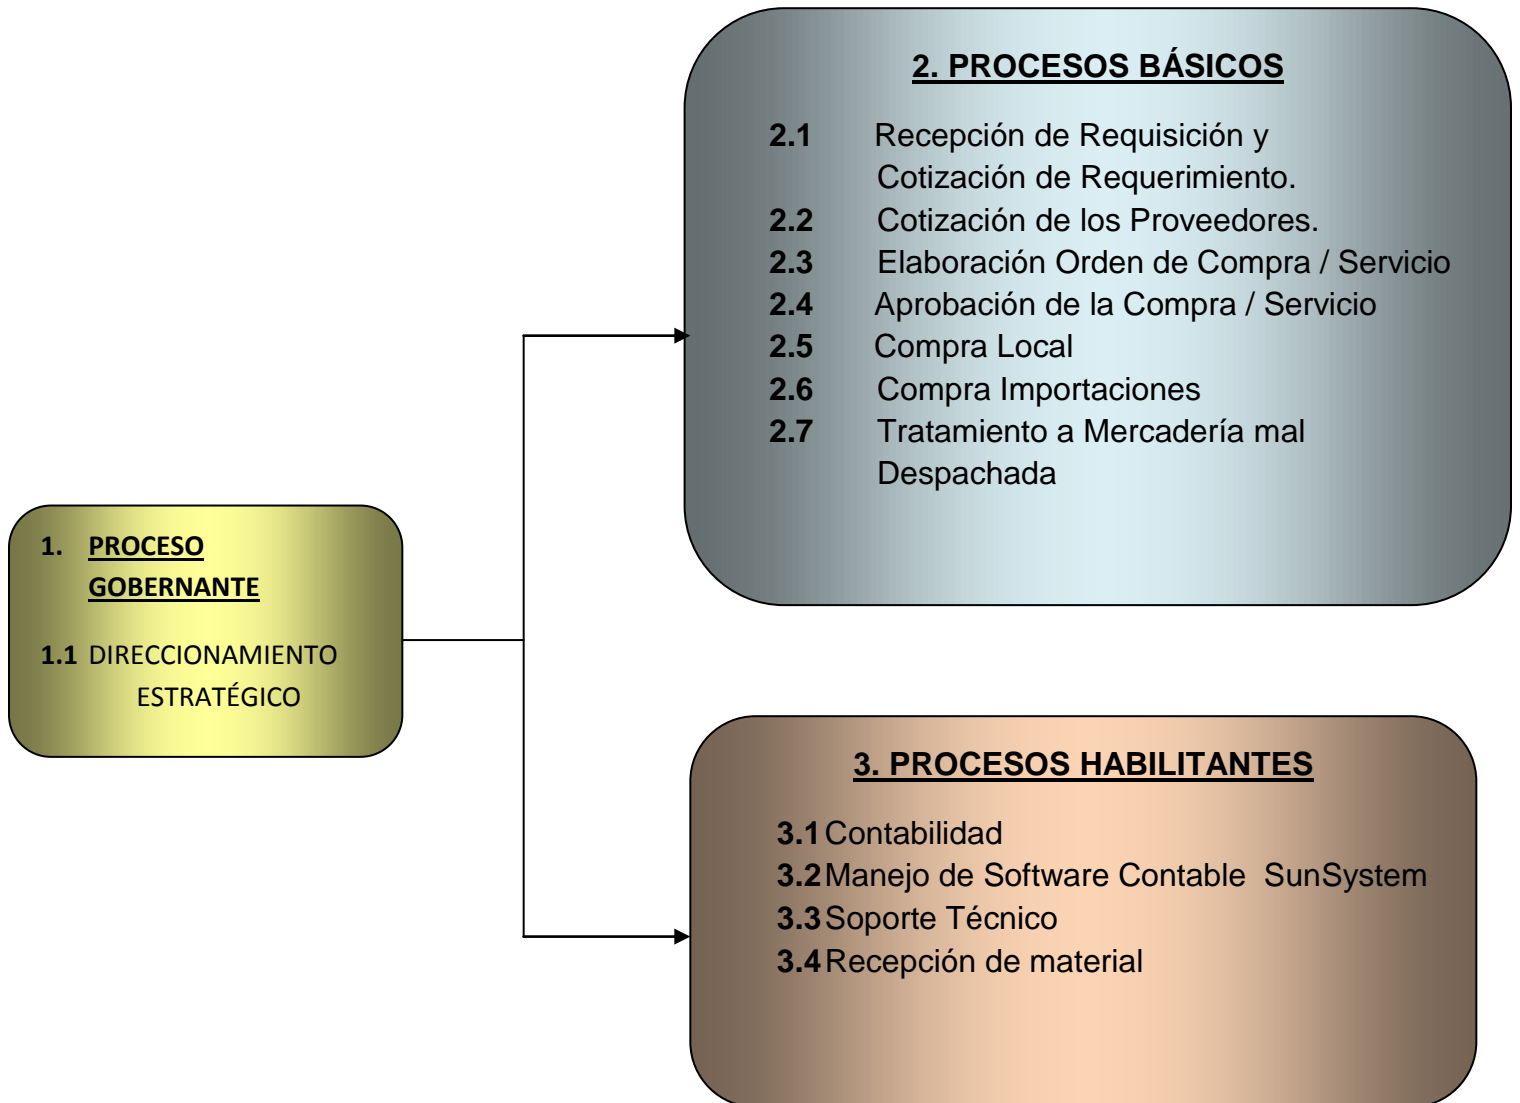 2. PROCESOS BÁSICOS
2.1 Recepción de Requisición y
Cotización de Requerimiento.
2.2 Cotización de los Proveedores.
2.3 Elaboración Orden de Compra / Servicio
2.4 Aprobación de la Compra / Servicio
2.5 Compra Local
2.6 Compra Importaciones
2.7 Tratamiento a Mercadería mal
Despachada
1. PROCESO
GOBERNANTE
1.1 DIRECCIONAMIENTO
ESTRATÉGICO
3. PROCESOS HABILITANTES
3.1 Contabilidad
3.2 Manejo de Software Contable SunSystem
3.3 Soporte Técnico
3.4 Recepción de material